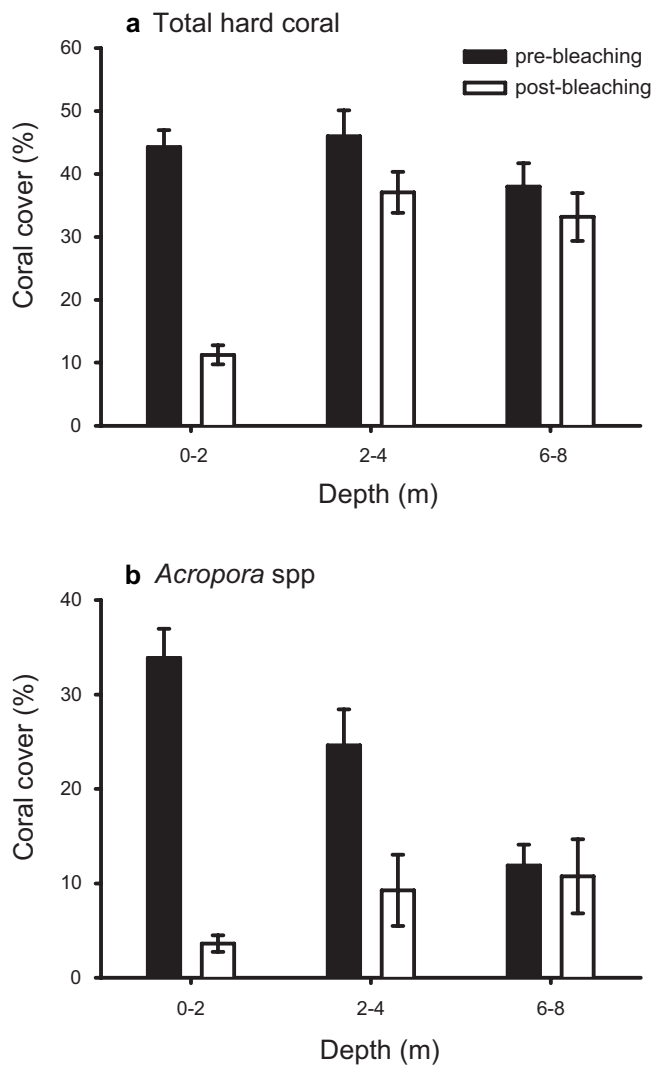 a Total hard coral
pre-bleaching
post-bleaching
Coral cover (%)
60
50
40
30
20
10
0
0-2 2-4 6-8
Depth (m)
b Acropora spp
Coral cover (%)
40
30
20
10
0
0-2 2-4 6-8
Depth (m)